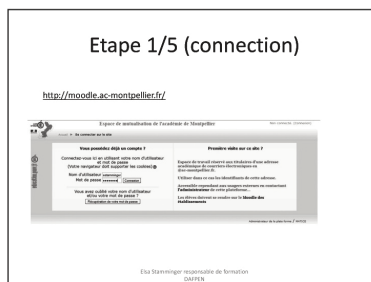 Etape 1/5 (connection)
http://moodle.ac-montpellier.fr/
Espace de mutualisation de l'académie de Montpellier
Non connecté. (Connexion)
Accueil ► Se connecter sur le site
Vous possédez déjà un compte ?
Connectez-vous ici en utilisant votre nom d'utilisateur
et mot de passe
(Votre navigateur doit supporter les cookies)
Nom d'utilisateur
Mot de passe
Connexion
Vous avez oublié votre nom d'utilisateur
et/ou votre mot de passe ?
Récupération de votre mot de passe
Première visite sur ce site ?
Espace de travail réservé aux titulaires d'une adresse
académique de courriers électroniques en
@ac-montpellier.fr.
Utiliser dans ce cas les identifiants de cette adresse.
Accessible cependant aux usagers externes en contactant
l'administrateur de cette plateforme...
Les élèves devront se rendre sur le Moodle des
établissements
Elsa Stamminger responsable de formation
DAFPEN